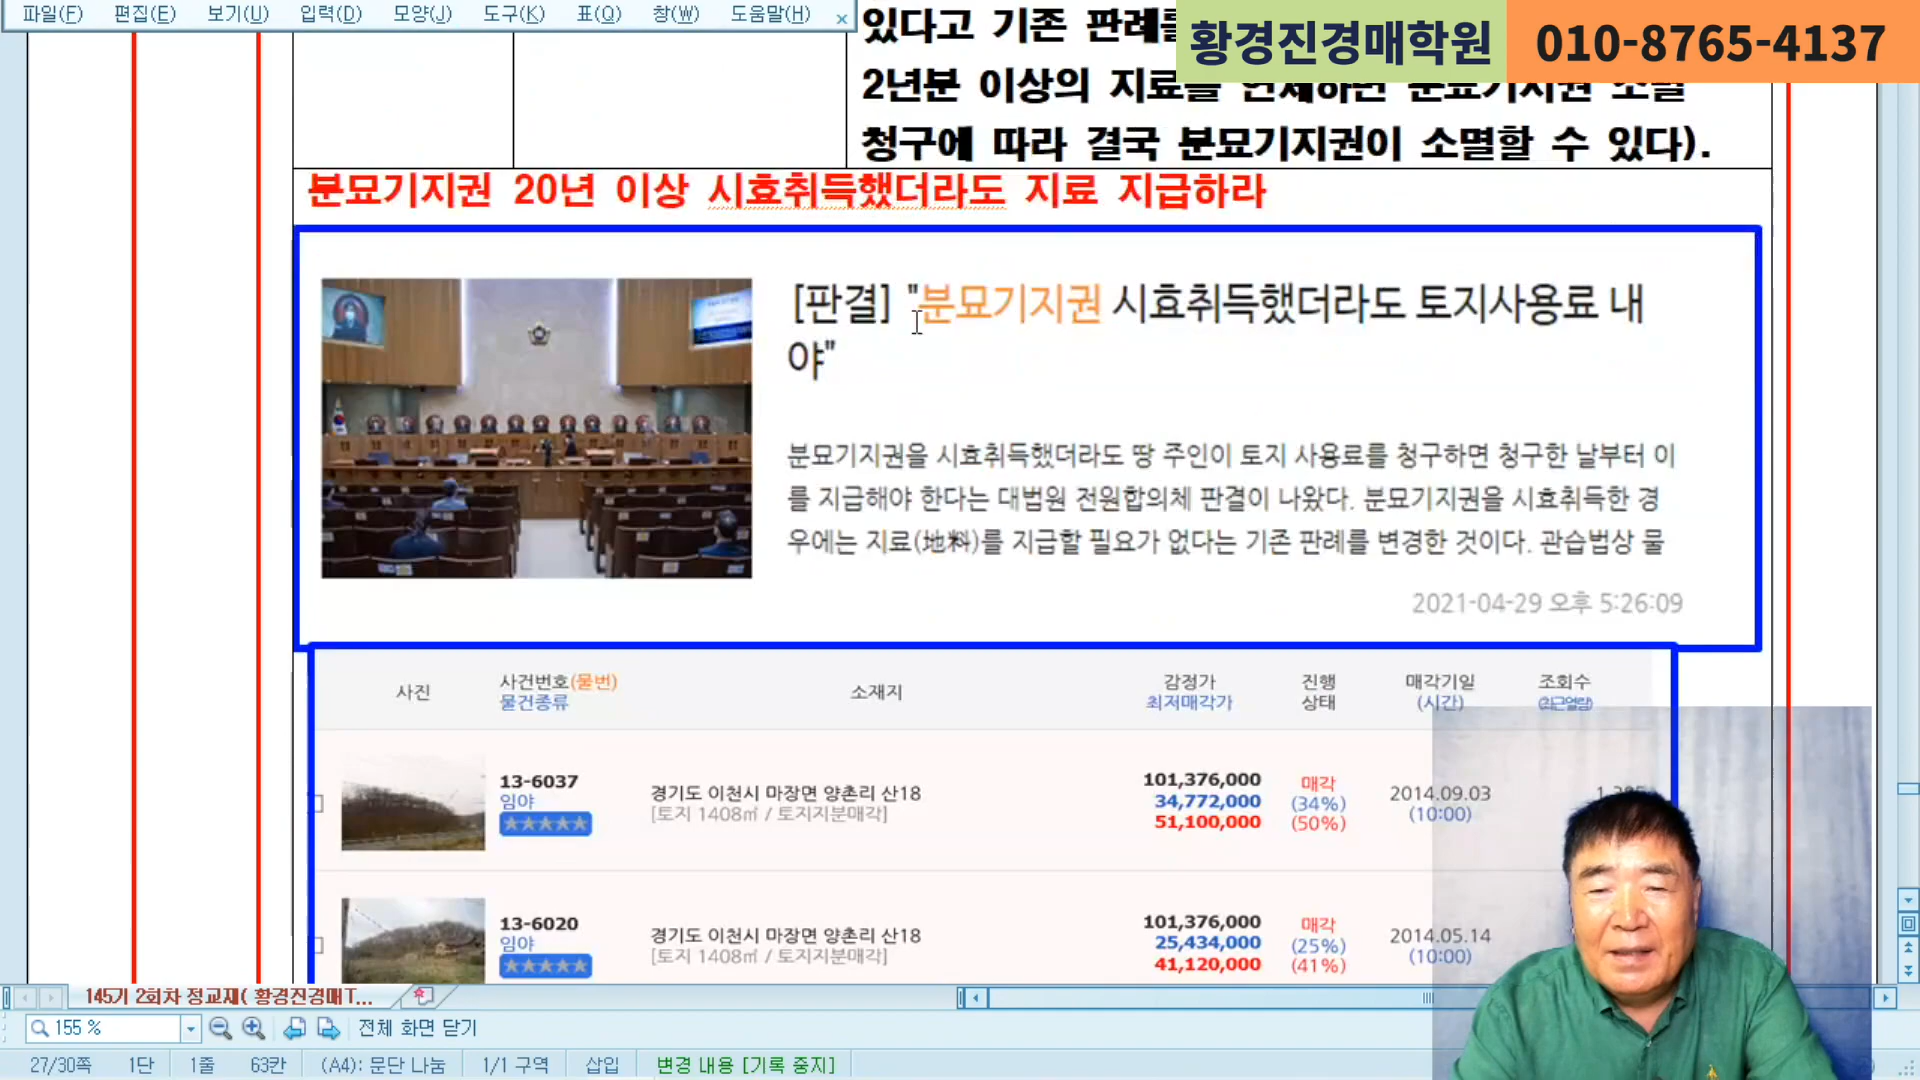 파일(F) 편집(E) 보기(U) 입력(D) 모양(J) 도구(K) 표(Q) 창(W) 도움말(H)
황경진경매학원 010-8765-4137
있다고 기존 판례를
2년분 이상의 지료를 연체하면 분묘기지권 소멸
청구에 따라 결국 분묘기지권이 소멸할 수 있다).
분묘기지권 20년 이상 시효취득했더라도 지료 지급하라
[판결] "분묘기지권 시효취득했더라도 토지사용료 내
야"
분묘기지권을 시효취득했더라도 땅 주인이 토지 사용료를 청구하면 청구한 날부터 이
를 지급해야 한다는 대법원 전원합의체 판결이 나왔다. 분묘기지권을 시효취득한 경
우에는 지료(地料)를 지급할 필요가 없다는 기존 판례를 변경한 것이다. 관습법상 물
2021-04-29 오후 5:26:09
사진 사건번호(물번) 소재지 감정가 진행 매각기일 조회수
물건종류 최저매각가 상태 (시간) (최근열람)
13-6037 101,376,000 매각 2014.09.03
임야 경기도 이천시 마장면 양촌리 산18 34,772,000 (34%) (10:00)
[토지 1408㎡ / 토지지분매각] 51,100,000 (50%)
★★★★★
13-6020 101,376,000 매각 2014.05.14
임야 경기도 이천시 마장면 양촌리 산18 25,434,000 (25%) (10:00)
[토지 1408㎡ / 토지지분매각] 41,120,000 (41%)
★★★★★
145기 2회차 정교재( 황경진경매T...
155 % 전체 화면 닫기
27/30쪽 1단 1줄 63칸 (A4): 문단 나눔 1/1 구역 삽입 변경 내용 [기록 중지]